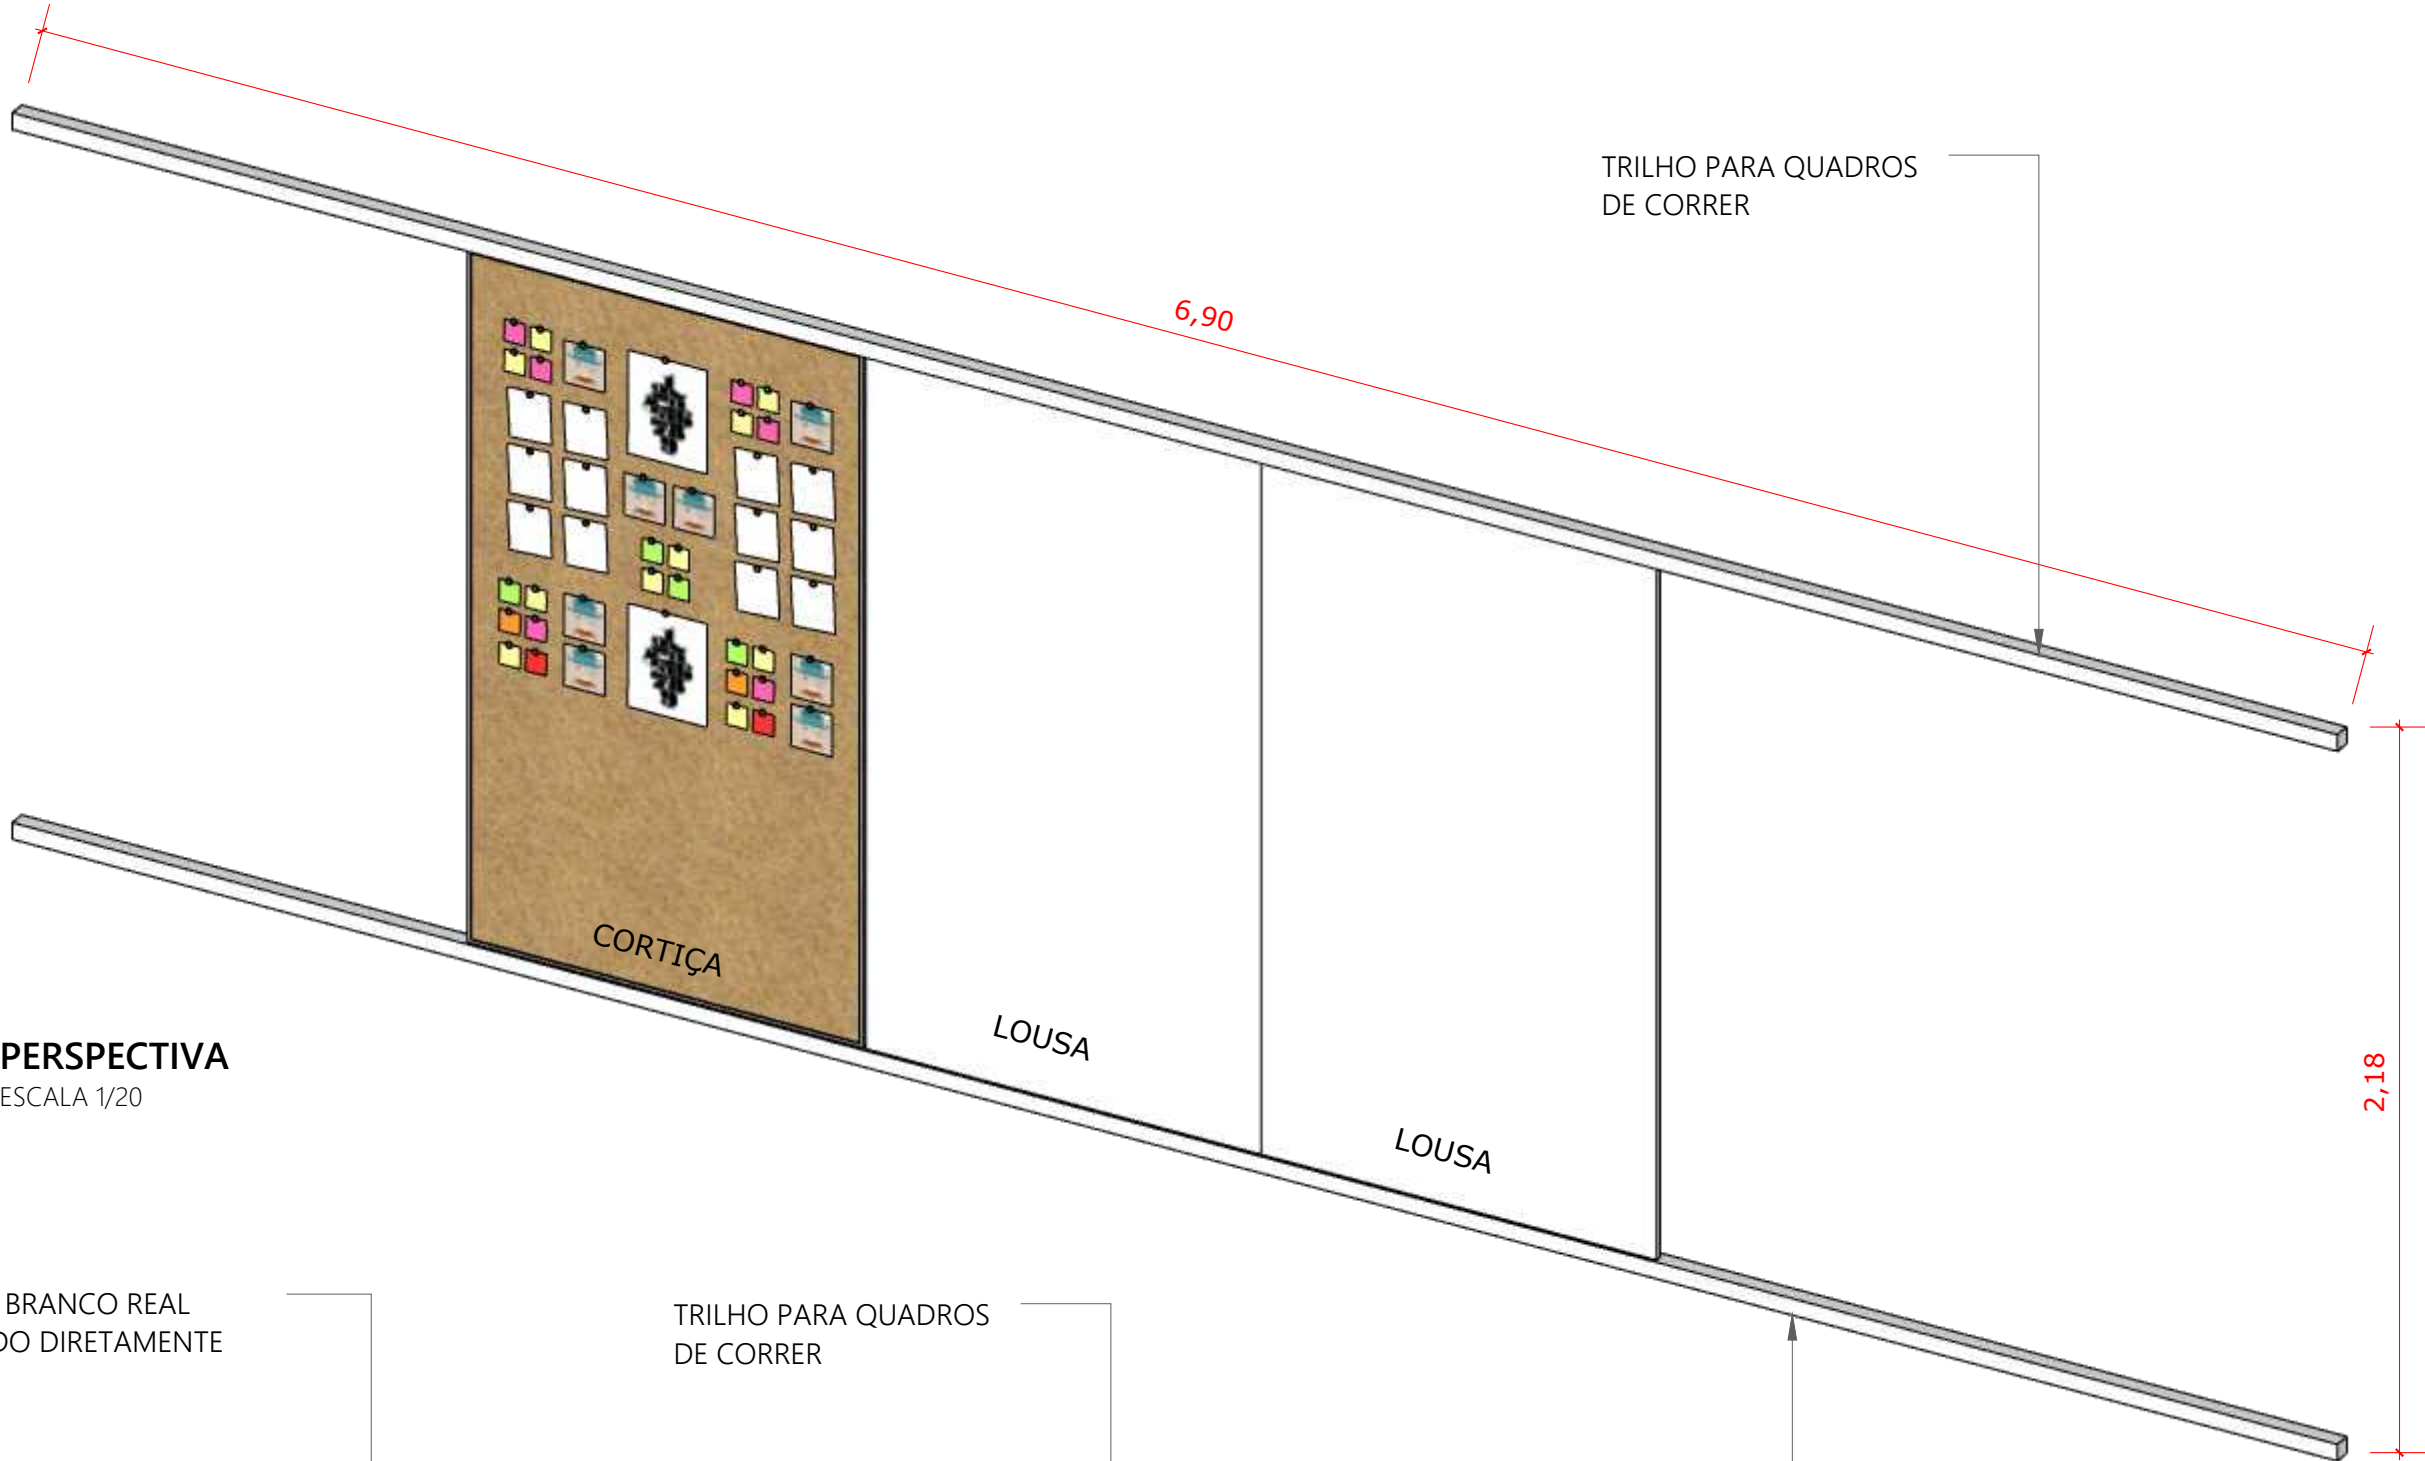 TRILHO PARA QUADROS
DE CORRER
6,90
CORTIÇA
LOUSA
LOUSA
2,18
PERSPECTIVA
ESCALA 1/20
BRANCO REAL
DO DIRETAMENTE
TRILHO PARA QUADROS
DE CORRER